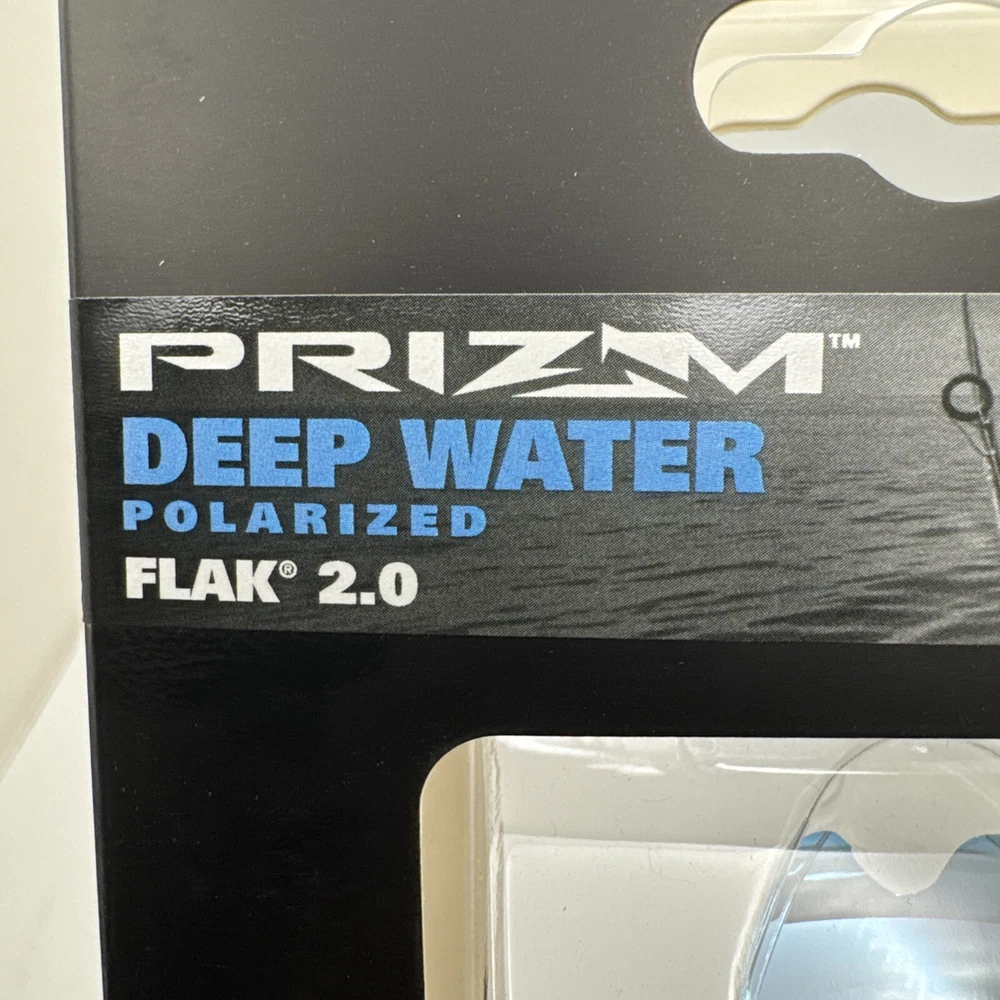 PRIZM™
DEEP WATER
POLARIZED
FLAK® 2.0